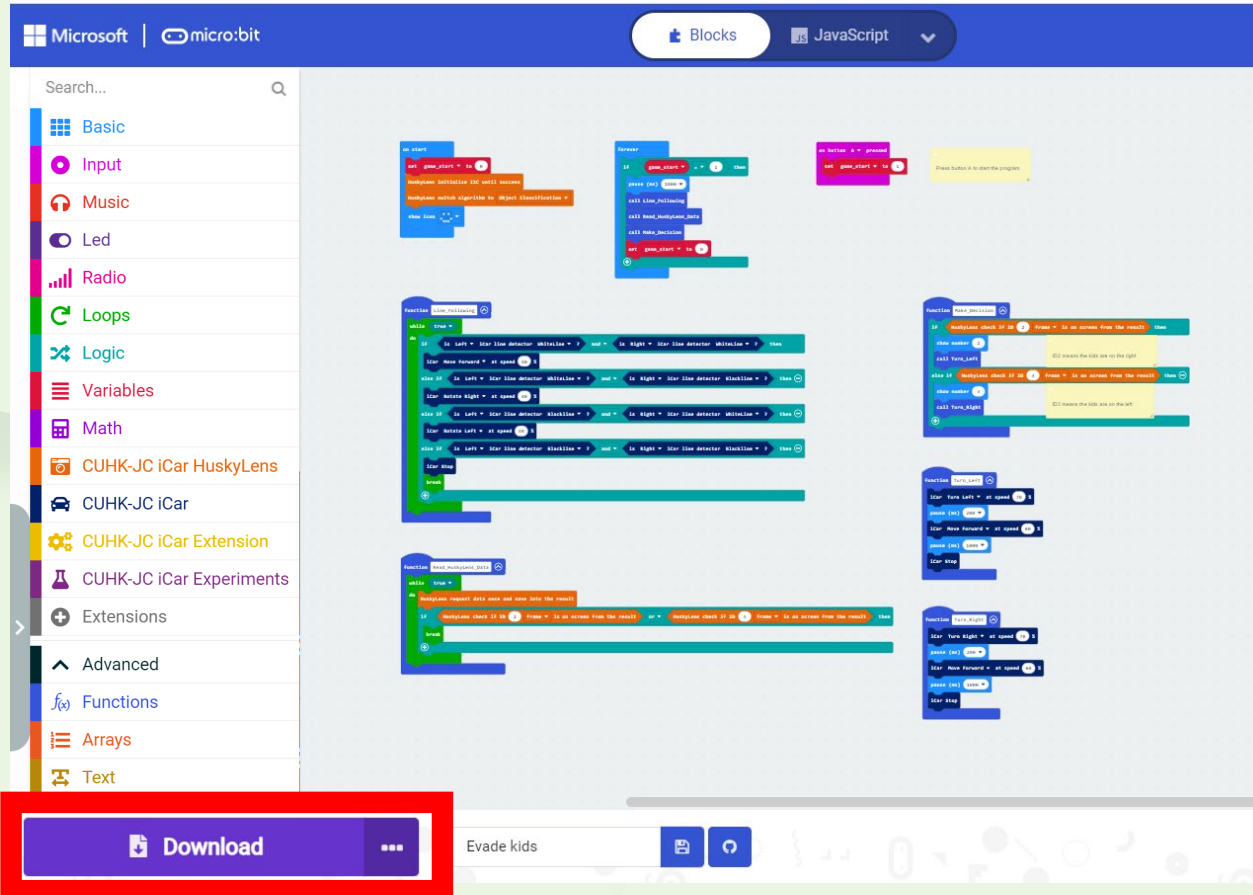 Microsoft micro:bit Blocks JS JavaScript
Search...
Basic
Input
Music
Led
Radio
Loops
Logic
Variables
Math
CUHK-JC iCar HuskyLens
CUHK-JC iCar
CUHK-JC iCar Extension
CUHK-JC iCar Experiments
Extensions
Advanced
f(x) Functions
Arrays
Text
on start
set game_start to 0
HuskyLens initialize I2C until success
HuskyLens switch algorithm to Object Classification
show icon
forever
if game_start = 1 then
pause (ms) 1000
call Line_Following
call Read_HuskyLens_Data
call Make_Decision
set game_start to 0
on button A pressed
set game_start to 1
Press button A to start the program
function Line_Following
while true
do
if is Left iCar line detector WhiteLine ? and is Right iCar line detector WhiteLine ? then
iCar Move Forward at speed %
else if is Left iCar line detector WhiteLine ? and is Right iCar line detector Blackline ? then
iCar Rotate Right at speed %
else if is Left iCar line detector Blackline ? and is Right iCar line detector WhiteLine ? then
iCar Rotate Left at speed %
else if is Left iCar line detector Blackline ? and is Right iCar line detector Blackline ? then
iCar Stop
break
function Read_HuskyLens_Data
while true
do
HuskyLens request data once and save into the result
if HuskyLens check if ID frame is on screen from the result or HuskyLens check if ID frame is on screen from the result then
break
function Make_Decision
if HuskyLens check if ID 2 frame is on screen from the result then
show number 2
ID2 means the kids are on the right
call Turn_Left
else if HuskyLens check if ID frame is on screen from the result then
show number
means the kids are on the left
call Turn_Right
function Turn_Left
iCar Turn Left at speed 70 %
pause (ms) 200
iCar Move Forward at speed %
pause (ms) 1000
iCar Stop
function Turn_Right
iCar Turn Right at speed 70 %
pause (ms) 200
iCar Move Forward at speed %
pause (ms) 1000
iCar Stop
Download
Evade kids